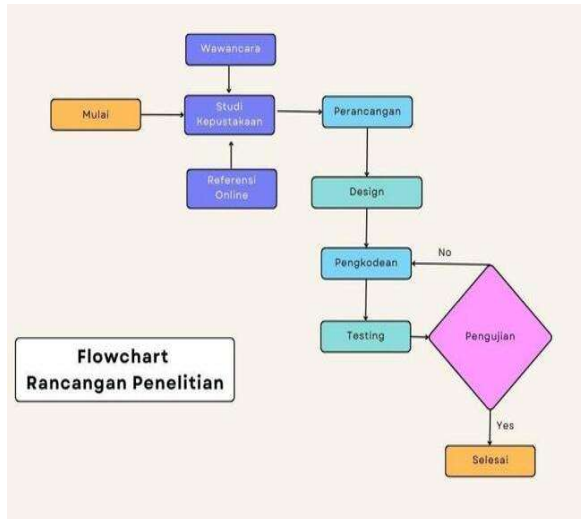 Wawancara
Mulai
Studi
Kepustakaan
Perancangan
Referensi
Online
Design
No
Pengkodean
Testing
Pengujian
Flowchart
Rancangan Penelitian
Yes
Selesai